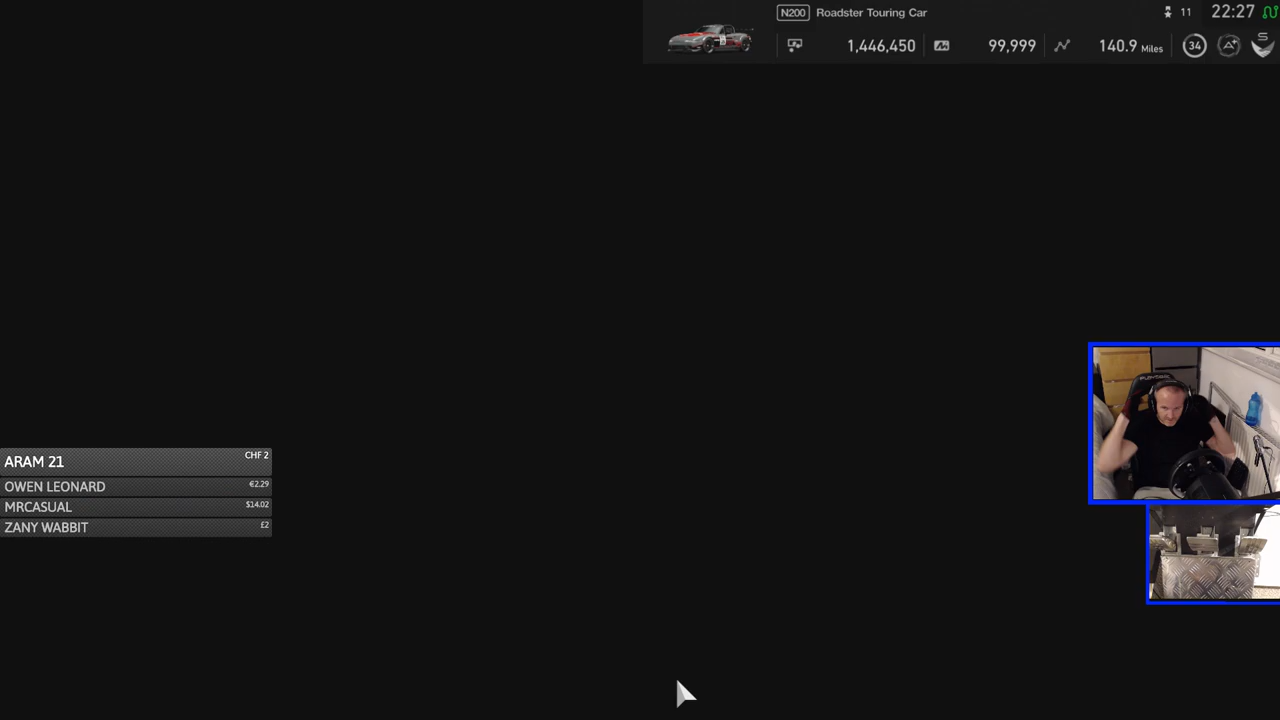 N200 Roadster Touring Car 11 22:27
1,446,450 99,999 140.9 Miles 34 A+ S
ARAM 21 CHF 2
OWEN LEONARD €2.29
MRCASUAL $14.02
ZANY WABBIT £2